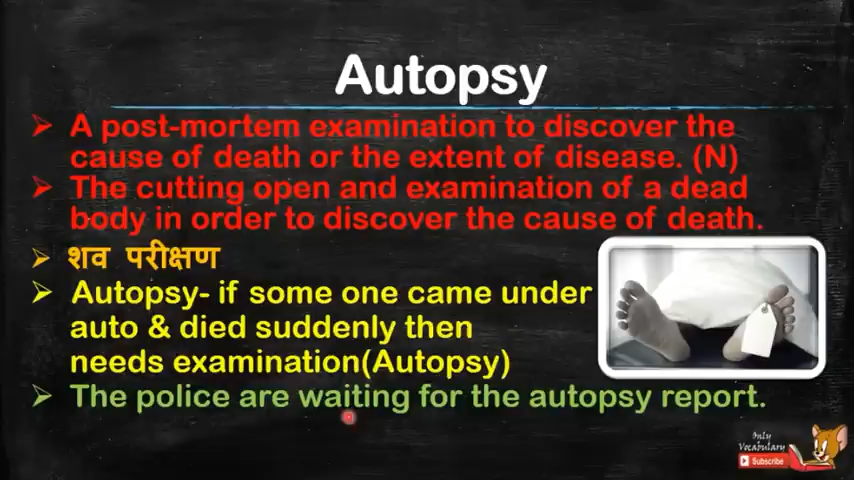 Autopsy
A post-mortem examination to discover the
cause of death or the extent of disease. (N)
The cutting open and examination of a dead
body in order to discover the cause of death.
शव परीक्षण
Autopsy- if some one came under
auto & died suddenly then
needs examination(Autopsy)
The police are waiting for the autopsy report.
Only
Vocabulary
Subscribe